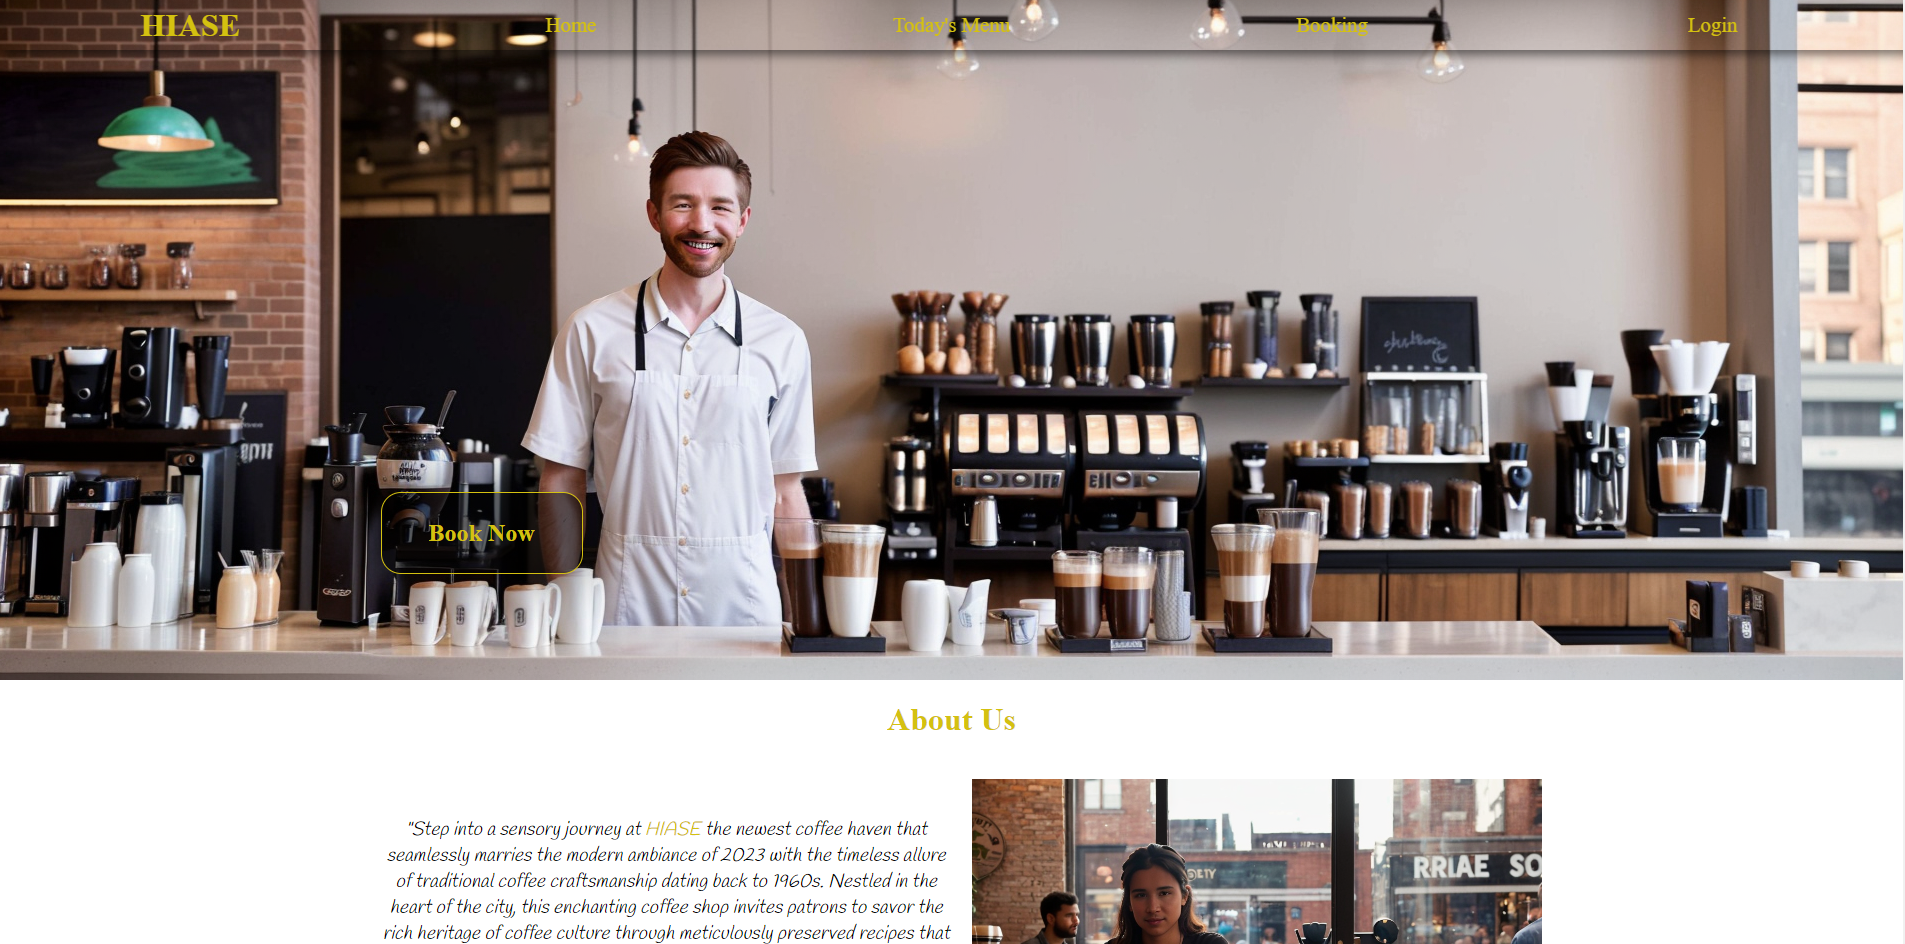 HIASE
Home
Today's Menu
Booking
Login
Book Now
About Us
"Step into a sensory journey at HIASE the newest coffee haven that
seamlessly marries the modern ambiance of 2023 with the timeless allure
of traditional coffee craftsmanship dating back to 1960s. Nestled in the
heart of the city, this enchanting coffee shop invites patrons to savor the
rich heritage of coffee culture through meticulously preserved recipes that
RRIAE SO